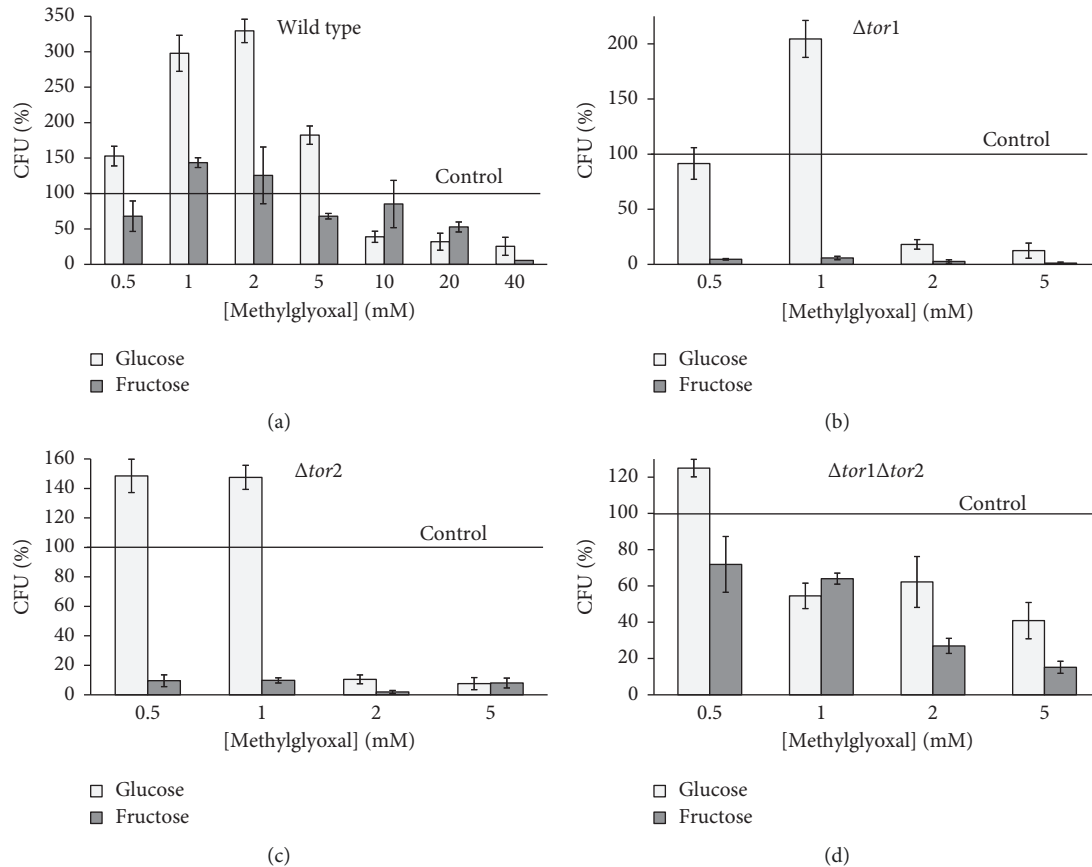 Wild type
CFU (%)
350
300
250
200
150
100
50
0
Control
0.5 1 2 5 10 20 40
[Methylglyoxal] (mM)
Glucose
Fructose
(a)
Δtor1
CFU (%)
200
150
100
50
0
Control
0.5 1 2 5
[Methylglyoxal] (mM)
Glucose
Fructose
(b)
Δtor2
CFU (%)
160
140
120
100
80
60
40
20
0
Control
0.5 1 2 5
[Methylglyoxal] (mM)
Glucose
Fructose
(c)
Δtor1Δtor2
CFU (%)
120
100
80
60
40
20
0
Control
0.5 1 2 5
[Methylglyoxal] (mM)
Glucose
Fructose
(d)